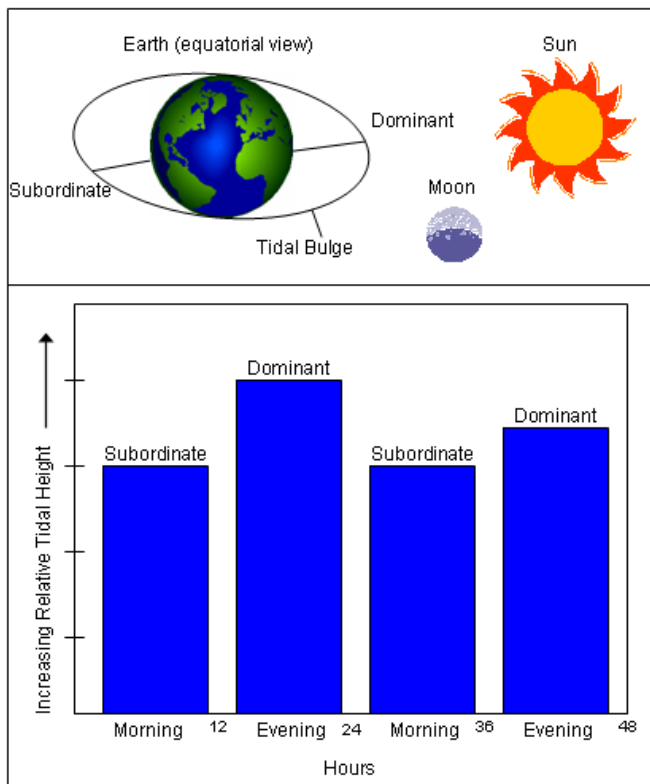 Earth (equatorial view)
Sun
Dominant
Subordinate
Moon
Tidal Bulge
Increasing Relative Tidal Height
Subordinate
Dominant
Subordinate
Dominant
Morning 12 Evening 24 Morning 36 Evening 48
Hours